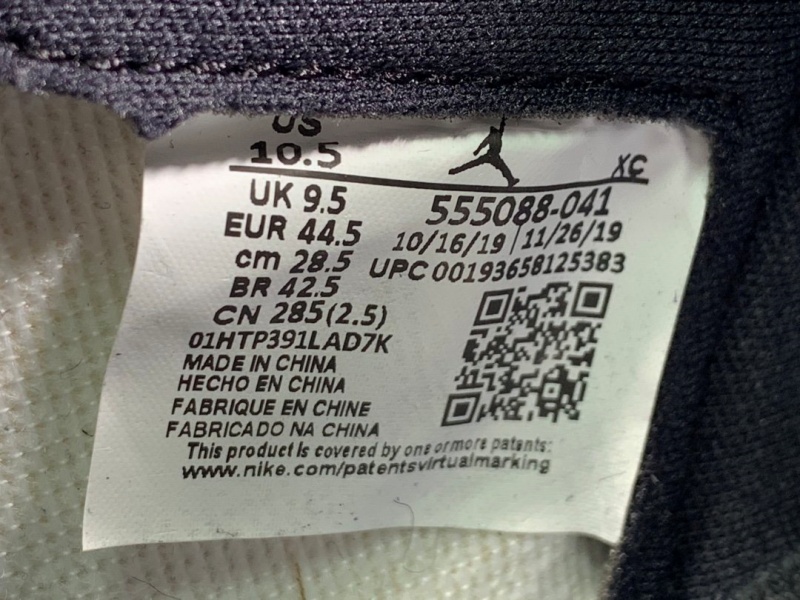 US
10.5
XC
UK 9.5
555088-041
EUR 44.5
10/16/19 | 11/26/19
cm 28.5
UPC 00193658125383
BR 42.5
CN 285(2.5)
01HTP391LAD7K
MADE IN CHINA
HECHO EN CHINA
FABRIQUE EN CHINE
FABRICADO NA CHINA
This product is covered by one or more patents:
www.nike.com/patentsvirtualmarking